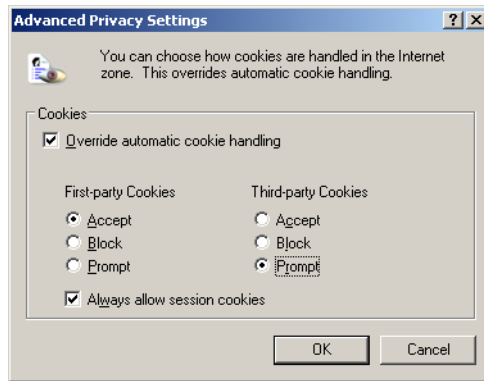 Advanced Privacy Settings
You can choose how cookies are handled in the Internet
zone. This overrides automatic cookie handling.
Cookies
Override automatic cookie handling
First-party Cookies Third-party Cookies
Accept Accept
Block Block
Prompt Prompt
Always allow session cookies
OK Cancel